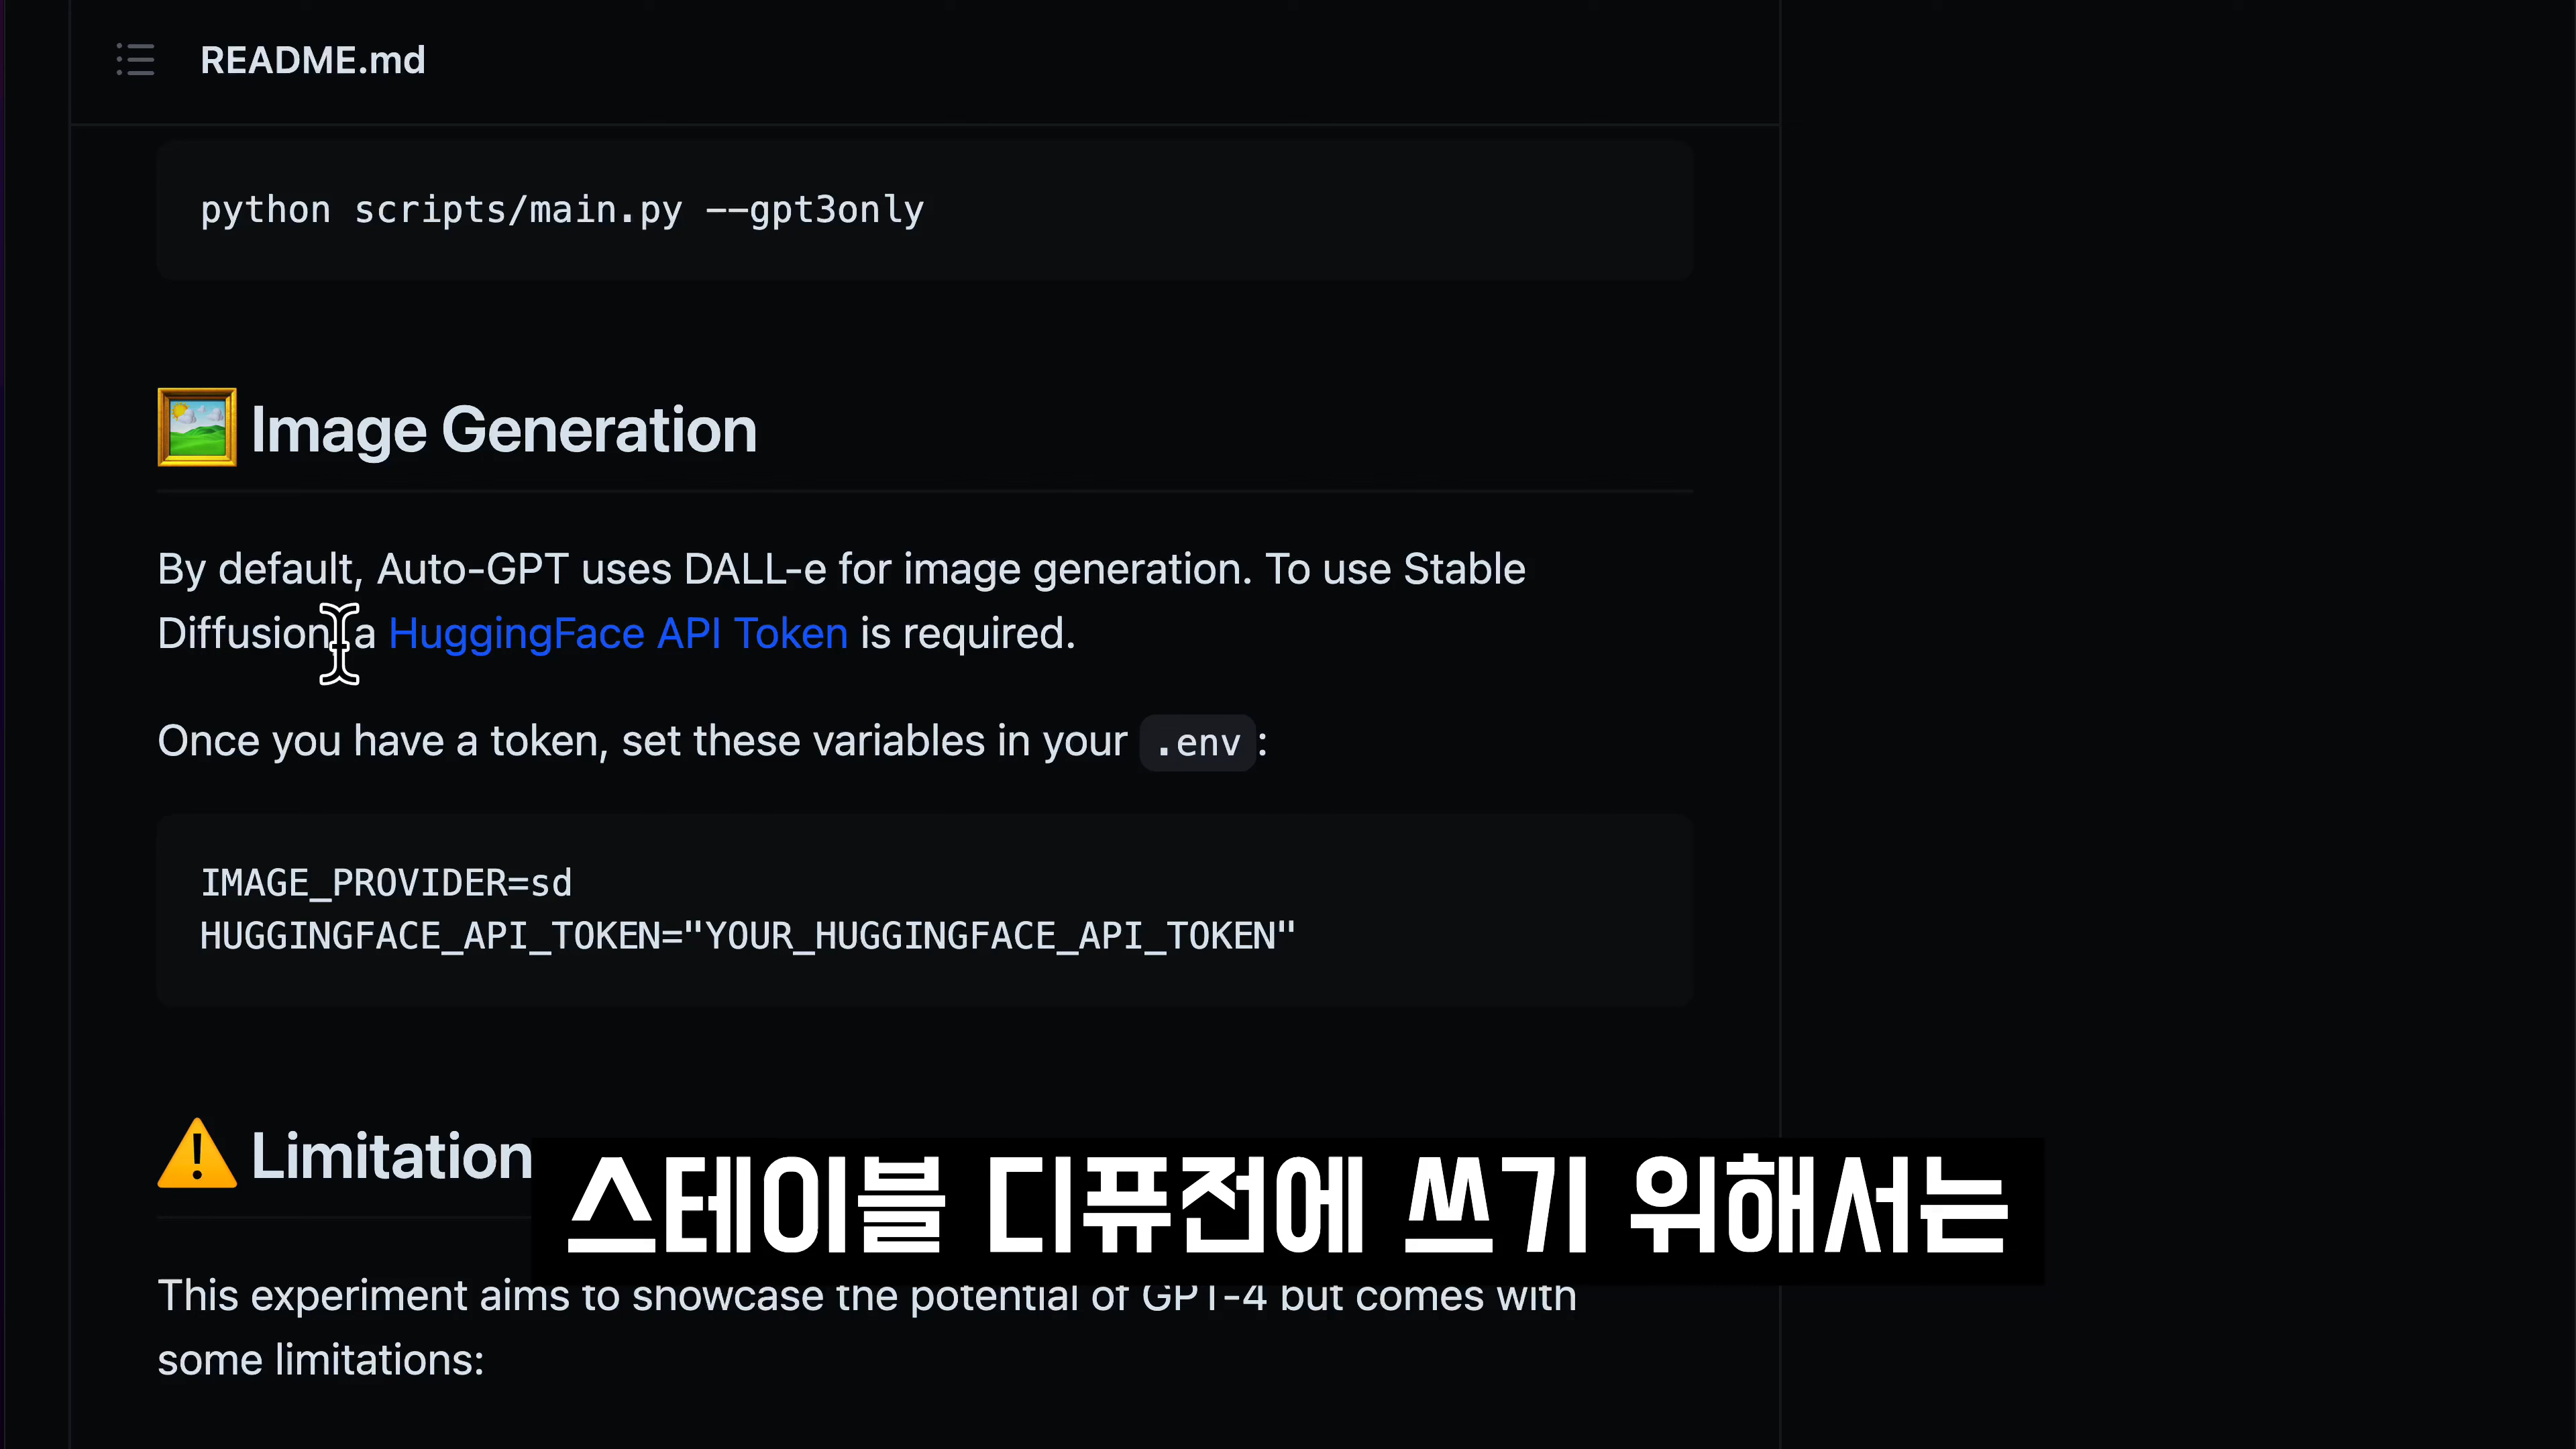 README.md
python scripts/main.py --gpt3only
Image Generation
By default, Auto-GPT uses DALL-e for image generation. To use Stable
Diffusion, a HuggingFace API Token is required.
Once you have a token, set these variables in your .env:
IMAGE_PROVIDER=sd
HUGGINGFACE_API_TOKEN="YOUR_HUGGINGFACE_API_TOKEN"
Limitation
스테이블 디퓨전에 쓰기 위해서는
This experiment aims to showcase the potential of GPT-4 but comes with
some limitations: